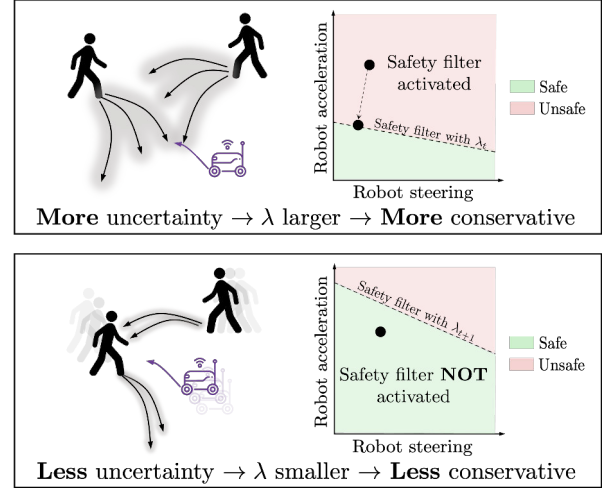 Robot acceleration
Safety filter
activated
Safety filter with λₜ
Safe
Unsafe
Robot steering
More uncertainty → λ larger → More conservative
Robot acceleration
Safety filter with λₜ₊₁
Safety filter NOT
activated
Safe
Unsafe
Robot steering
Less uncertainty → λ smaller → Less conservative